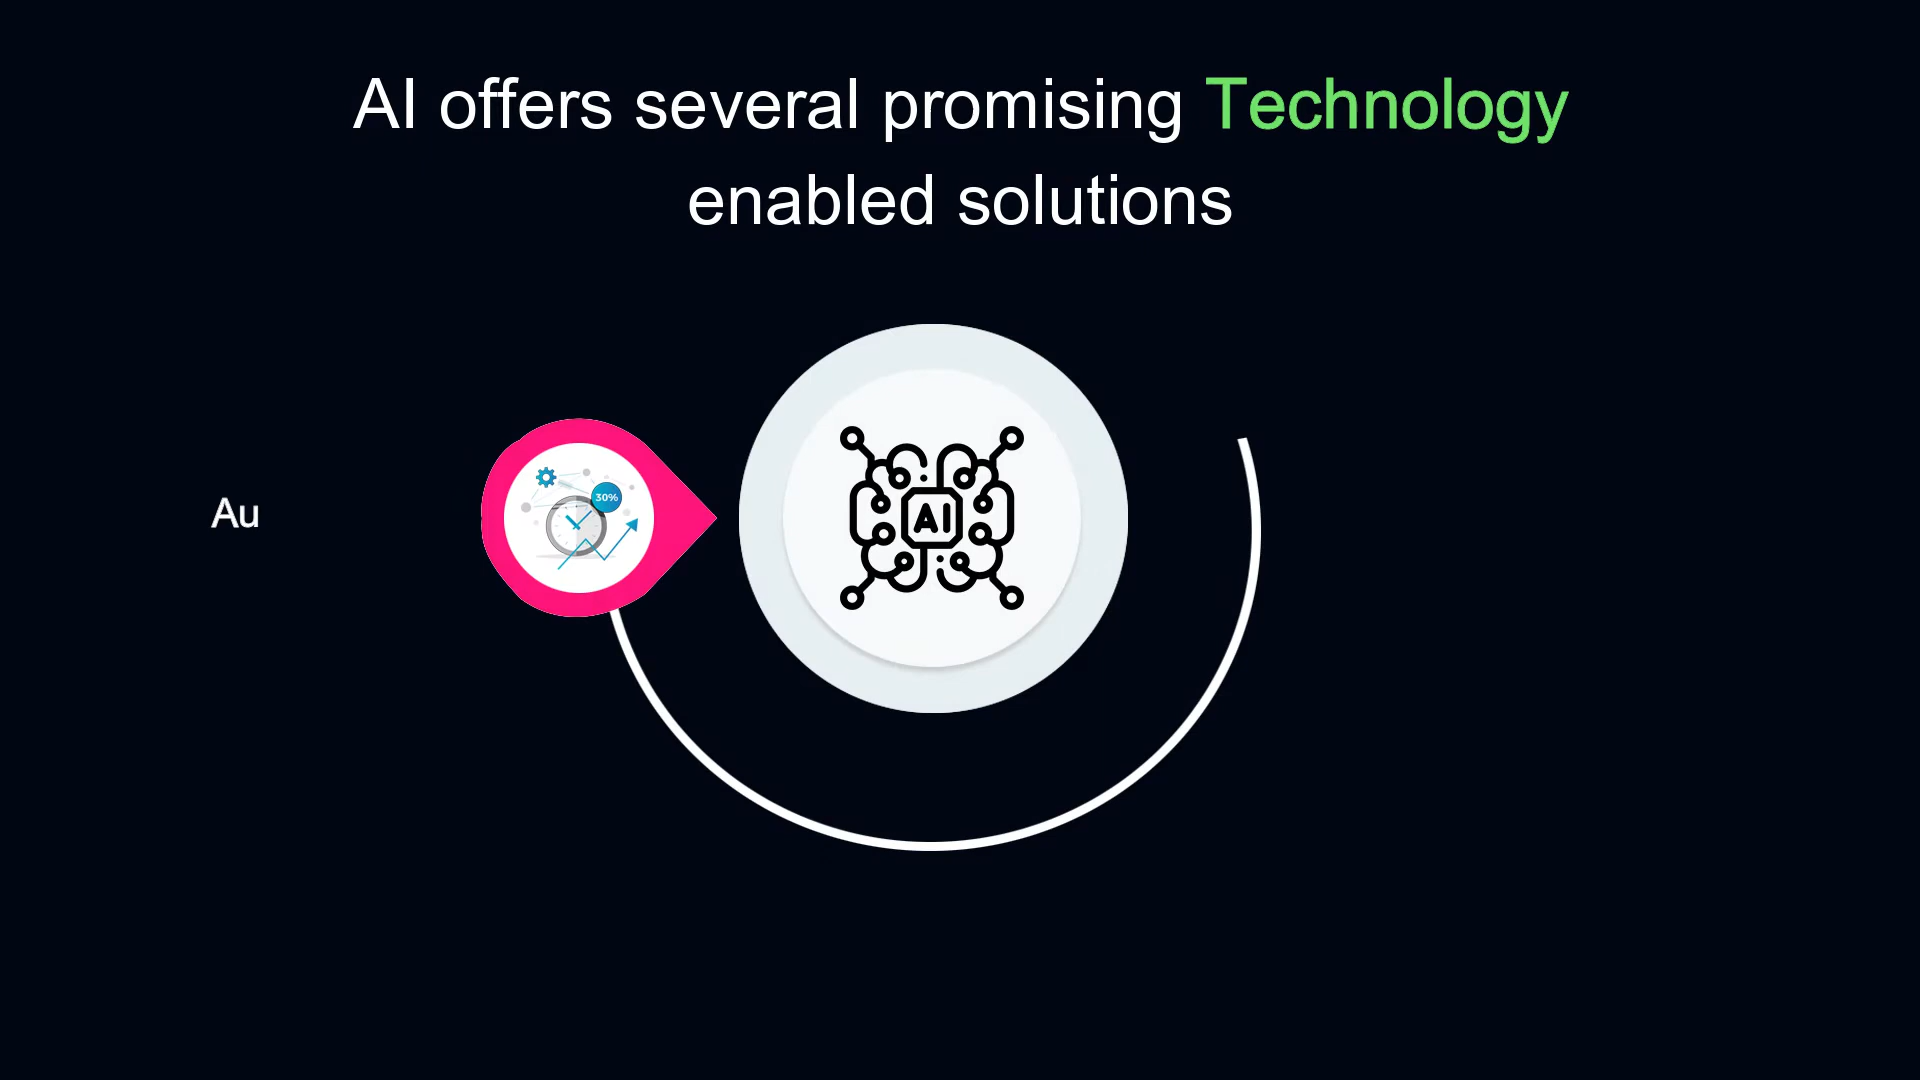 AI offers several promising Technology
enabled solutions
Au
30%
AI